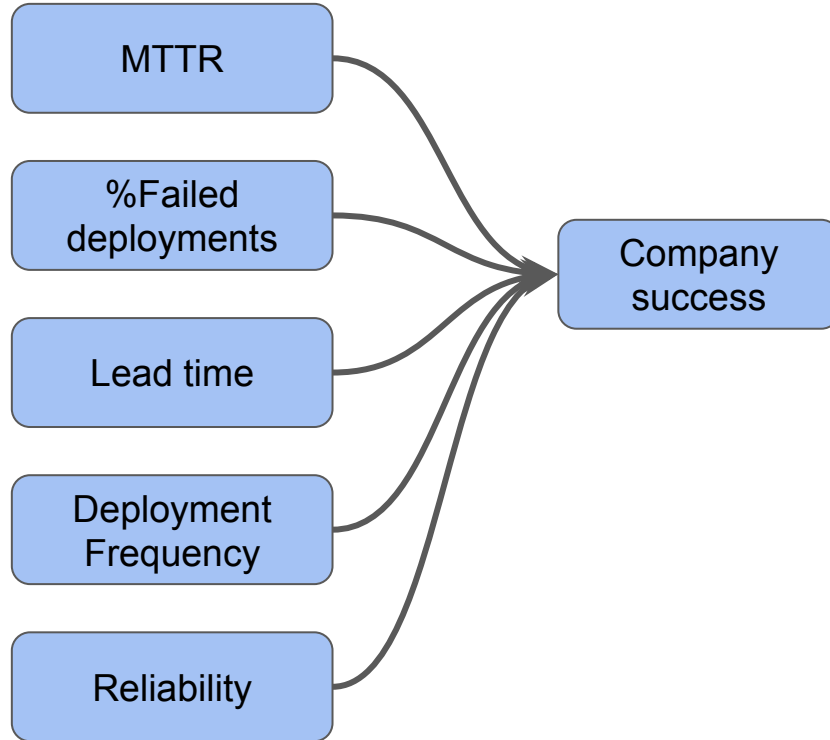 MTTR
%Failed
deployments
Lead time
Deployment
Frequency
Reliability
Company
success